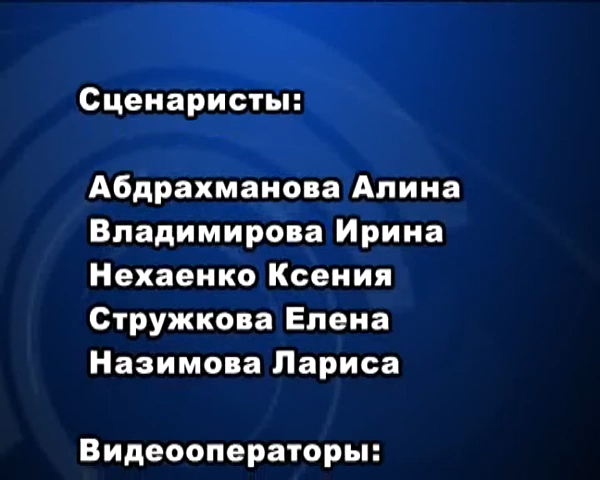 Сценаристы:
Абдрахманова Алина
Владимирова Ирина
Нехаенко Ксения
Стружкова Елена
Назимова Лариса
Видеооператоры: